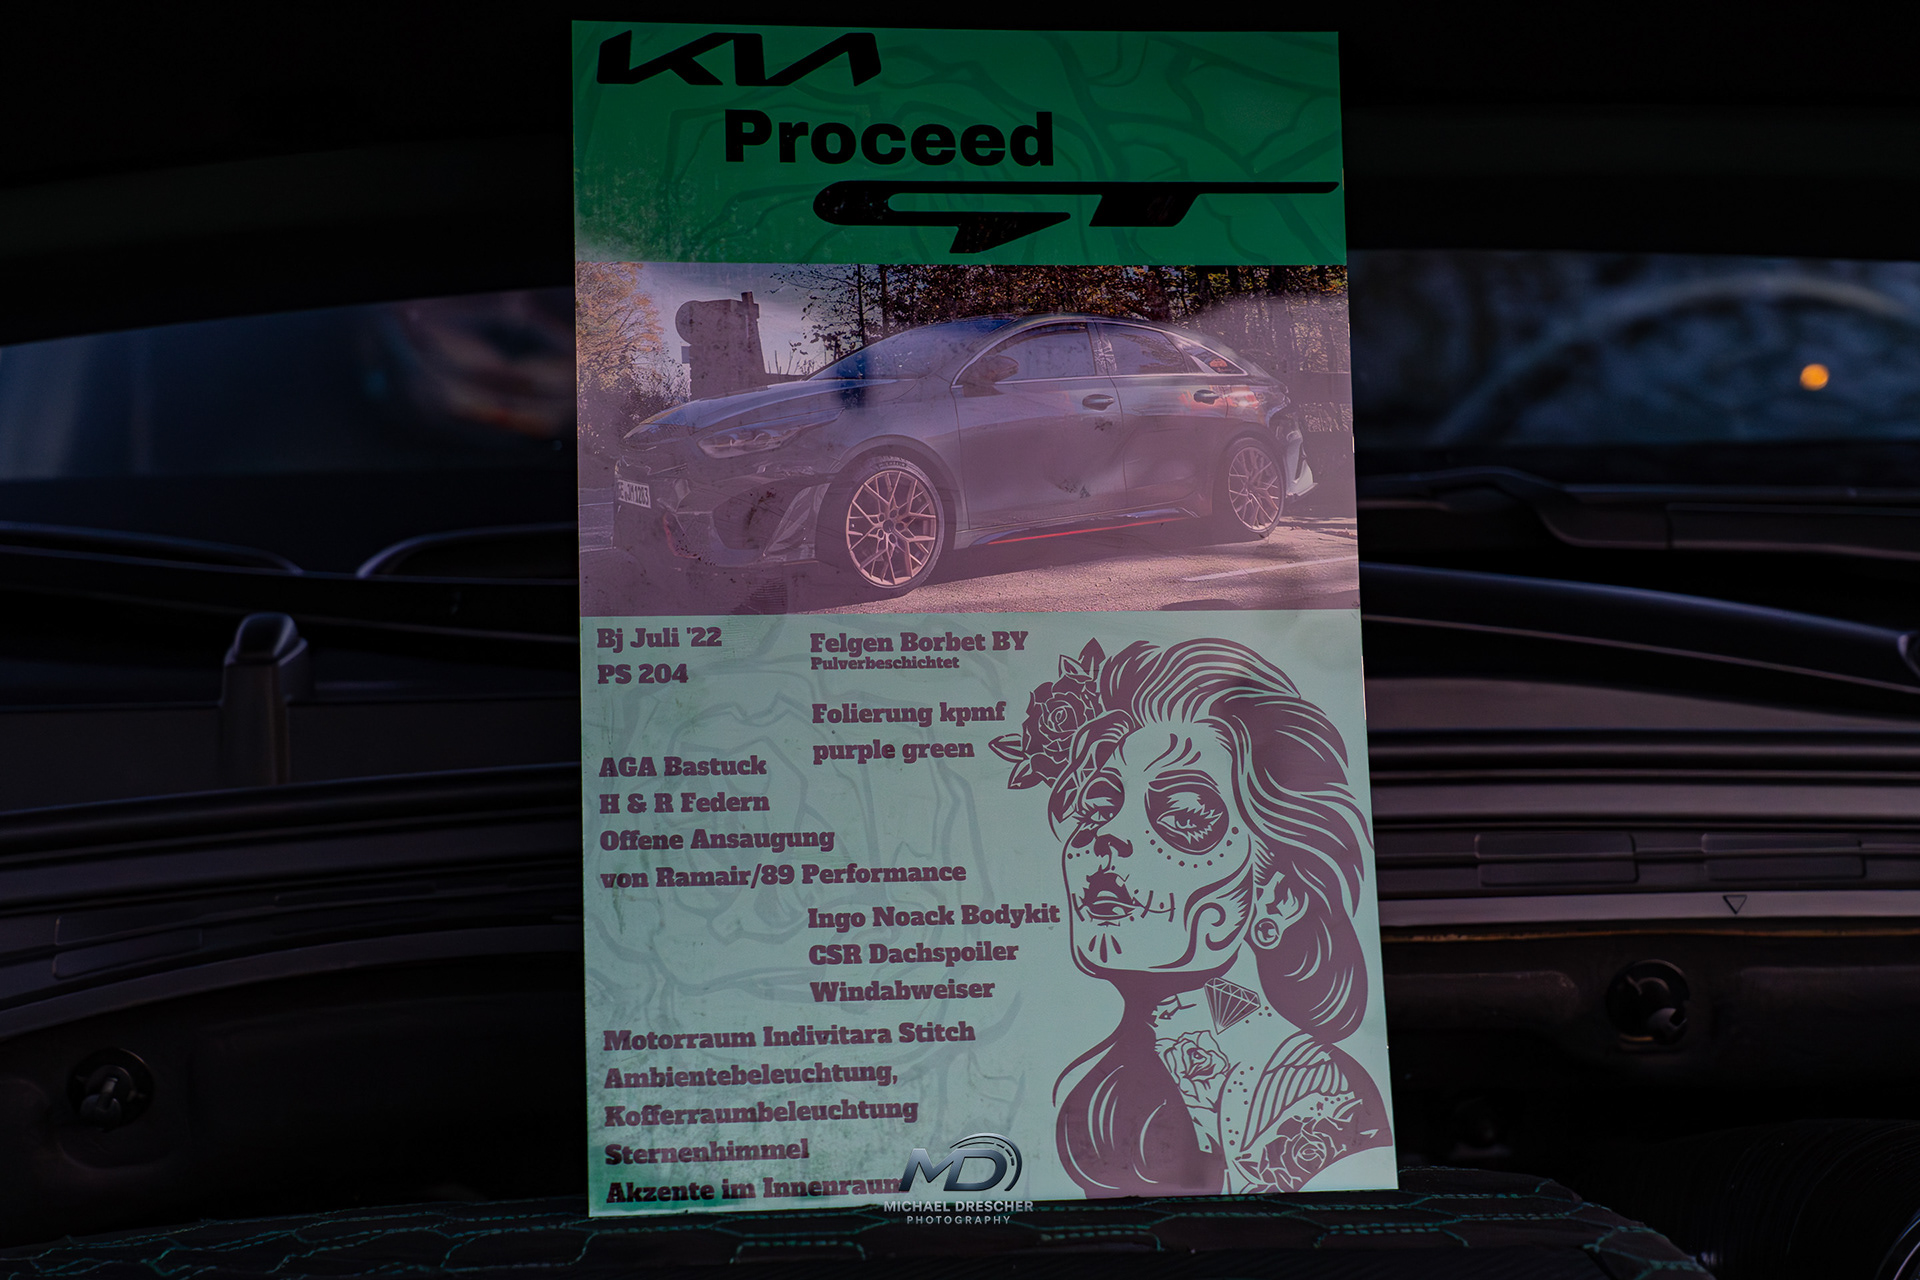 KIA
Proceed
GT
Bj Juli '22
PS 204
Felgen Borbet BY
Pulverbeschichtet
Folierung kpmf
purple green
AGA Bastuck
H & R Federn
Offene Ansaugung
von Ramair/89 Performance
Ingo Noack Bodykit
CSR Dachspoiler
Windabweiser
Motorraum Indivitara Stitch
Ambientebeleuchtung,
Kofferraumbeleuchtung
Sternenhimmel
Akzente im Innenraum
MD
MICHAEL DRESCHER
PHOTOGRAPHY